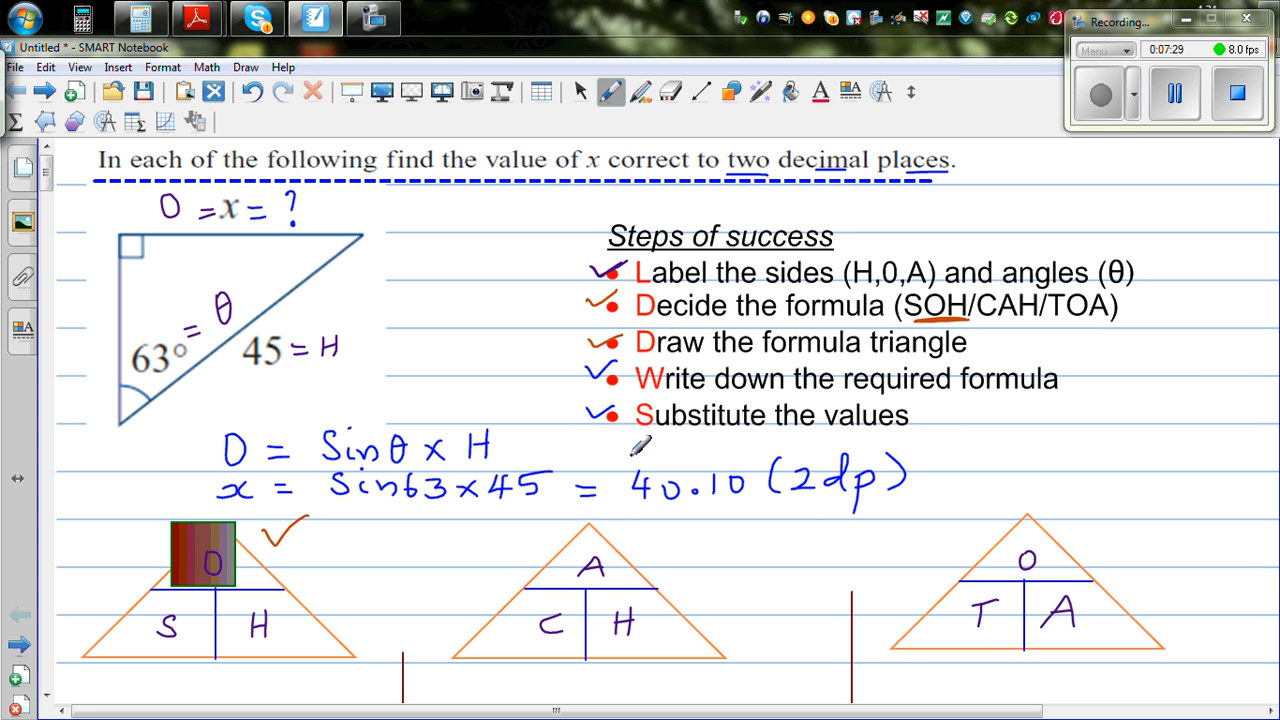 Recording...
Untitled * - SMART Notebook
Menu
0:07:29
8.0 fps
File Edit View Insert Format Math Draw Help
In each of the following find the value of x correct to two decimal places.
O = x = ?
Steps of success
Label the sides (H,0,A) and angles (θ)
Decide the formula (SOH/CAH/TOA)
Draw the formula triangle
Write down the required formula
Substitute the values
= θ
63°
45 = H
O = Sinθ x H
x = Sin63 x 45 = 40.10 (2dp)
O
S H
A
C H
O
T A